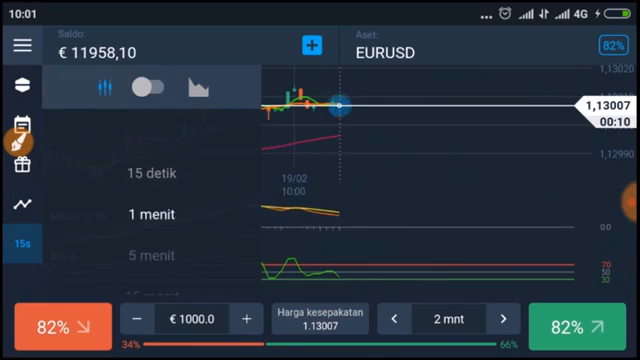 10:01
4G
Saldo:
€ 11958,10
Aset:
EURUSD
82%
1,13020
1,13007
00:10
1,12990
15 detik
19/02
10:00
1 menit
0.0
15s
5 menit
70
50
30
82%
€ 1000.0
Harga kesepakatan
1.13007
2 mnt
82%
34%
66%